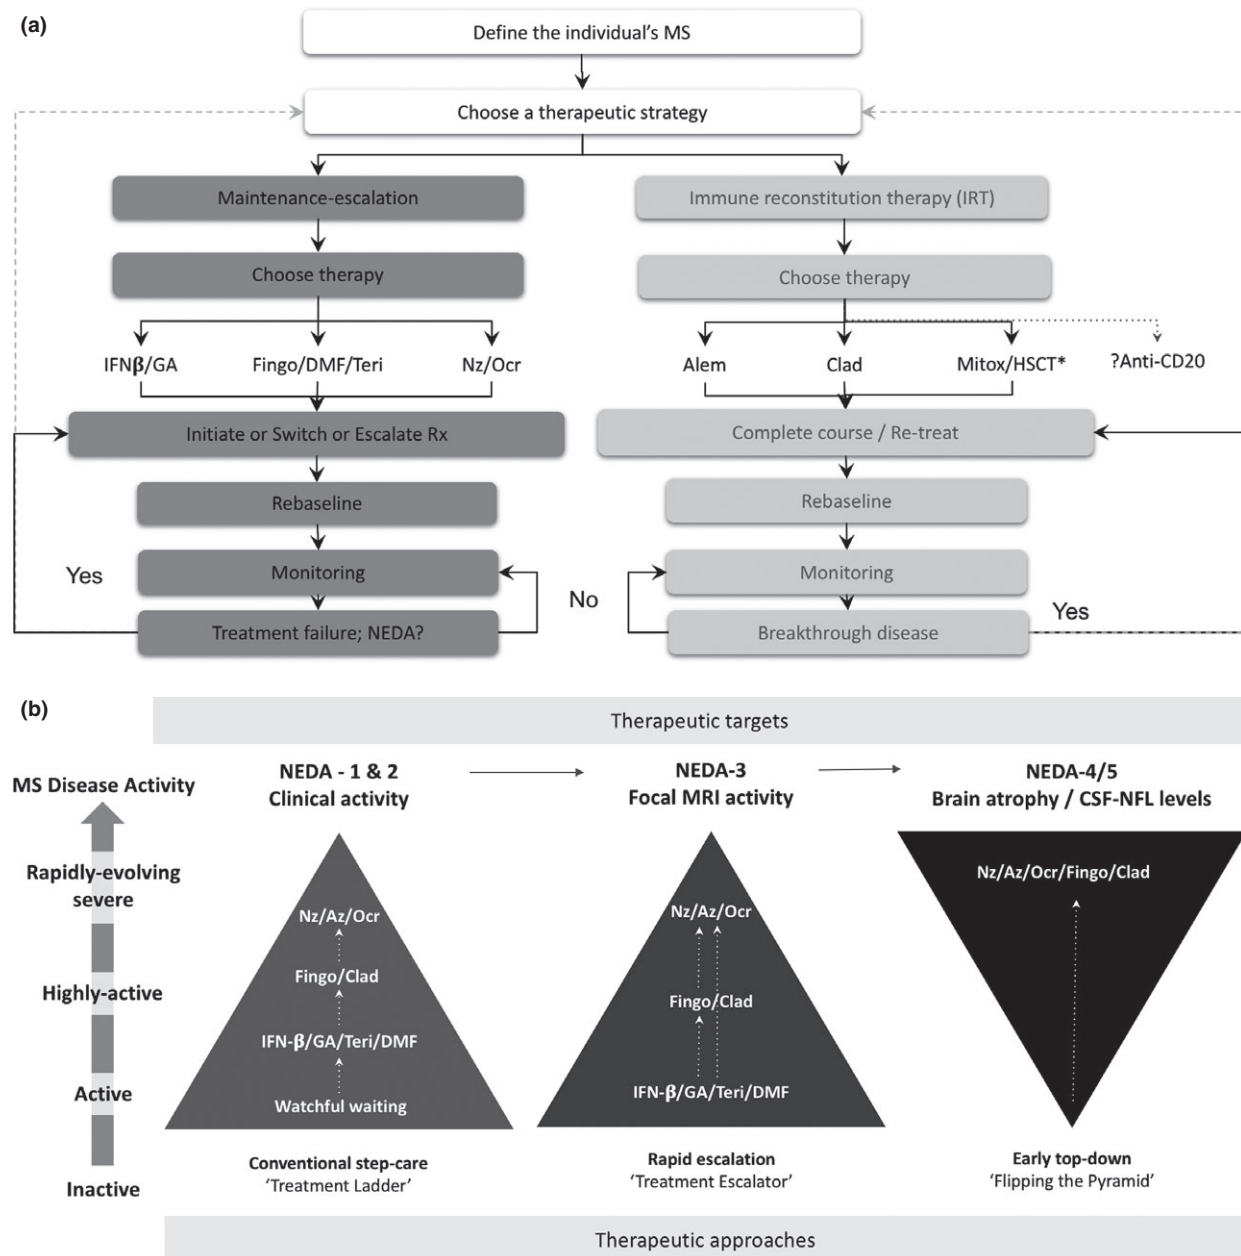 (a)
Define the individual's MS
Choose a therapeutic strategy
Maintenance-escalation
Immune reconstitution therapy (IRT)
Choose therapy
Choose therapy
IFNβ/GA
Fingo/DMF/Teri
Nz/Ocr
Alem
Clad
Mitox/HSCT*
?Anti-CD20
Initiate or Switch or Escalate Rx
Complete course / Re-treat
Rebaseline
Rebaseline
Yes
Monitoring
No
Monitoring
Treatment failure; NEDA?
Breakthrough disease
Yes
(b)
Therapeutic targets
MS Disease Activity
NEDA - 1 & 2
Clinical activity
NEDA-3
Focal MRI activity
NEDA-4/5
Brain atrophy / CSF-NFL levels
Rapidly-evolving
severe
Highly-active
Active
Inactive
Nz/Az/Ocr
Fingo/Clad
IFN-β/GA/Teri/DMF
Watchful waiting
Nz/Az/Ocr
Fingo/Clad
IFN-β/GA/Teri/DMF
Nz/Az/Ocr/Fingo/Clad
Conventional step-care
'Treatment Ladder'
Rapid escalation
'Treatment Escalator'
Early top-down
'Flipping the Pyramid'
Therapeutic approaches